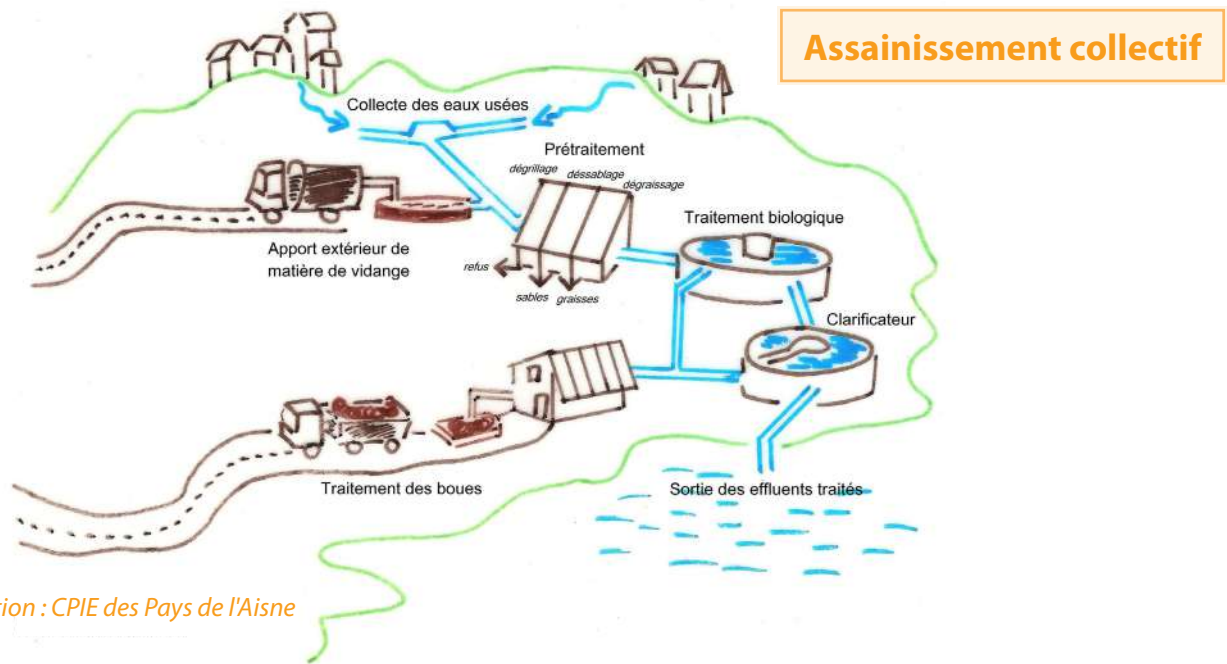 Assainissement collectif
Collecte des eaux usées
Prétraitement
dégrillage déssablage dégraissage
Traitement biologique
Apport extérieur de
matière de vidange
refus
sables graisses
Clarificateur
Traitement des boues
Sortie des effluents traités
: CPIE des Pays de l'Aisne